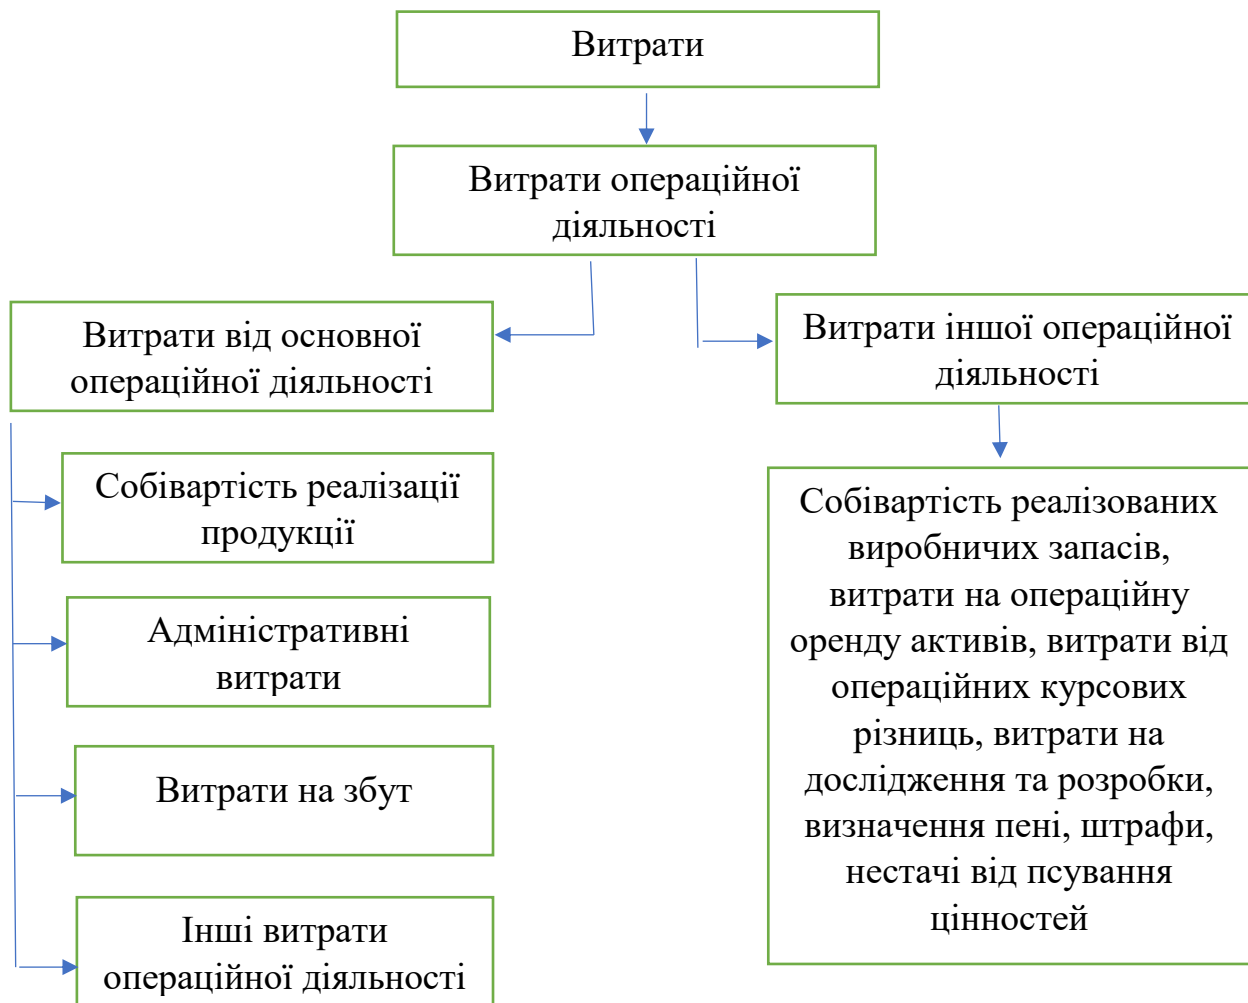 Витрати
Витрати операційної
діяльності
Витрати від основної
операційної діяльності
Витрати іншої операційної
діяльності
Собівартість реалізації
продукції
Адміністративні
витрати
Витрати на збут
Інші витрати
операційної діяльності
Собівартість реалізованих
виробничих запасів,
витрати на операційну
оренду активів, витрати від
операційних курсових
різниць, витрати на
дослідження та розробки,
визначення пені, штрафи,
нестачі від псування
цінностей